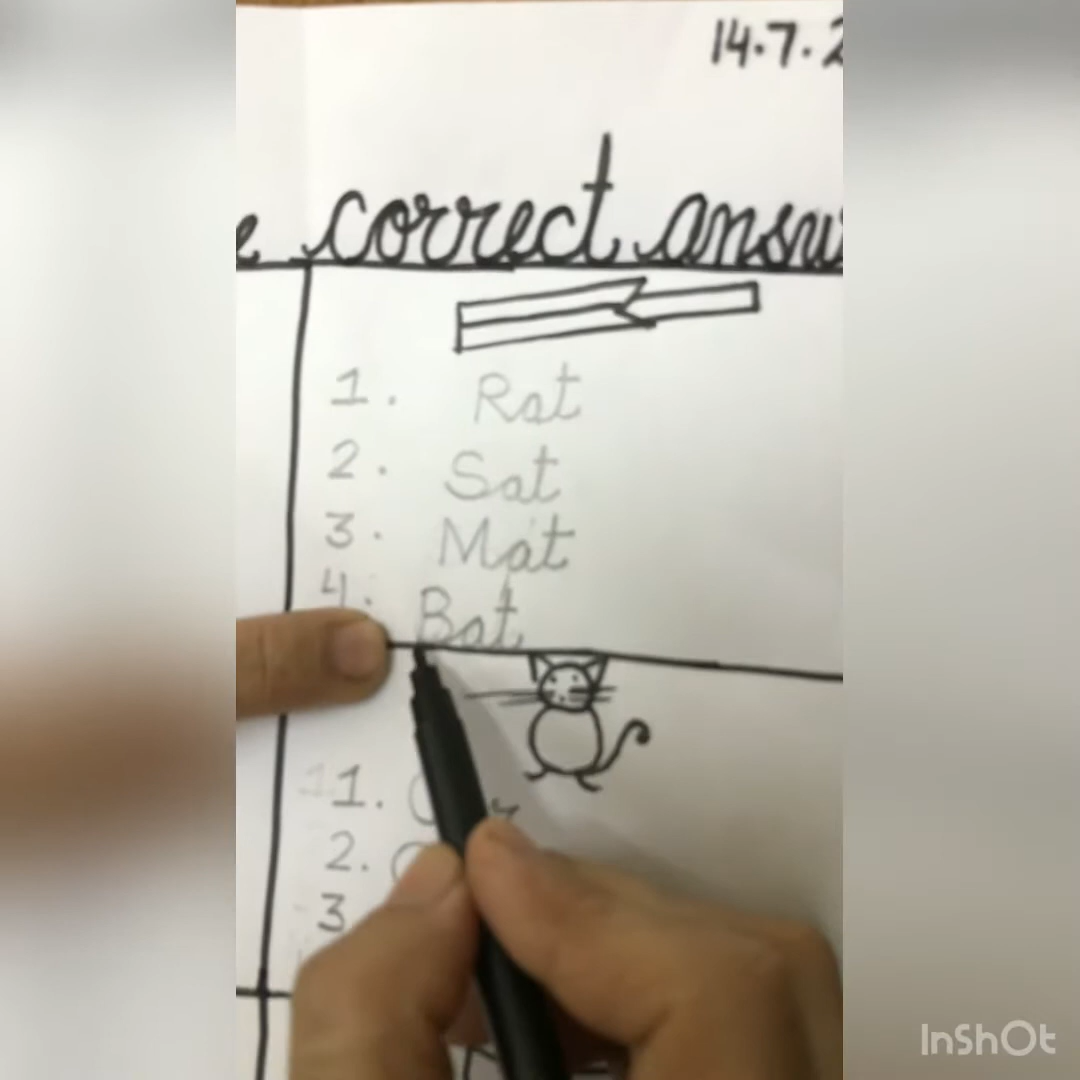 14.7.2
e correct answ
1. Rat
2. Sat
3. Mat
4. Bat
1.
2.
3
InShOt